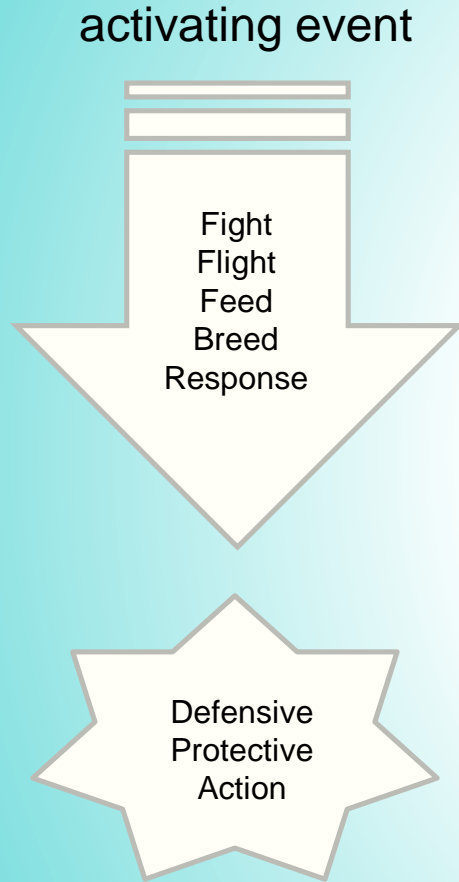 activating event
Fight
Flight
Feed
Breed
Response
Defensive
Protective
Action